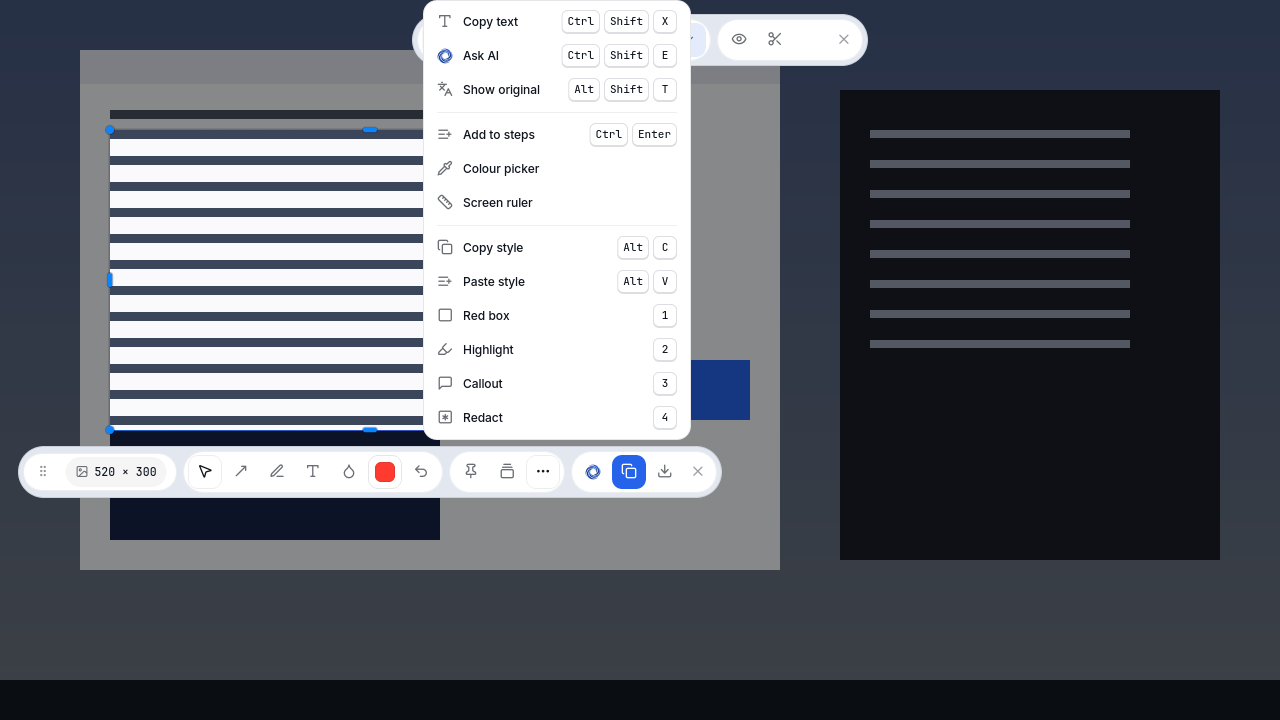 Copy text Ctrl Shift X
Ask AI Ctrl Shift E
Show original Alt Shift T
Add to steps Ctrl Enter
Colour picker
Screen ruler
Copy style Alt C
Paste style Alt V
Red box 1
Highlight 2
Callout 3
Redact 4
520 × 300